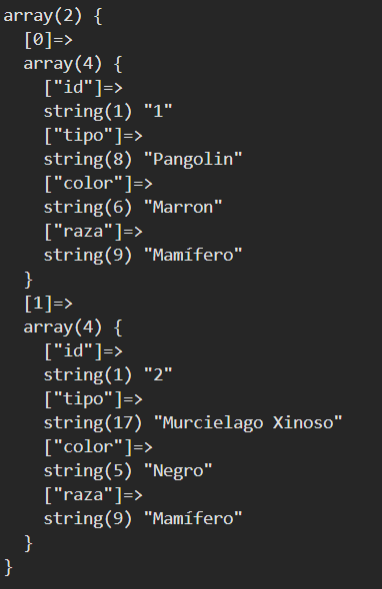 array(2) {
  [0]=>
  array(4) {
    ["id"]=>
    string(1) "1"
    ["tipo"]=>
    string(8) "Pangolin"
    ["color"]=>
    string(6) "Marron"
    ["raza"]=>
    string(9) "Mamífero"
  }
  [1]=>
  array(4) {
    ["id"]=>
    string(1) "2"
    ["tipo"]=>
    string(17) "Murcielago Xinoso"
    ["color"]=>
    string(5) "Negro"
    ["raza"]=>
    string(9) "Mamífero"
  }
}